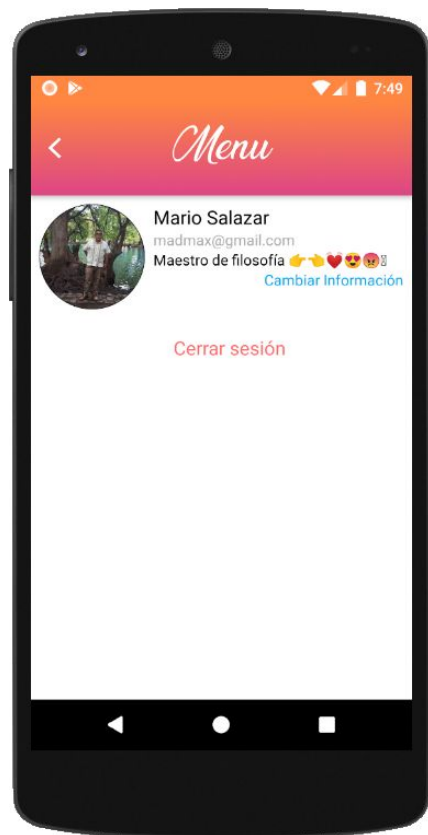 7:49
Menu
Mario Salazar
madmax@gmail.com
Maestro de filosofía 👉👈❤️😍😡
Cambiar Información
Cerrar sesión